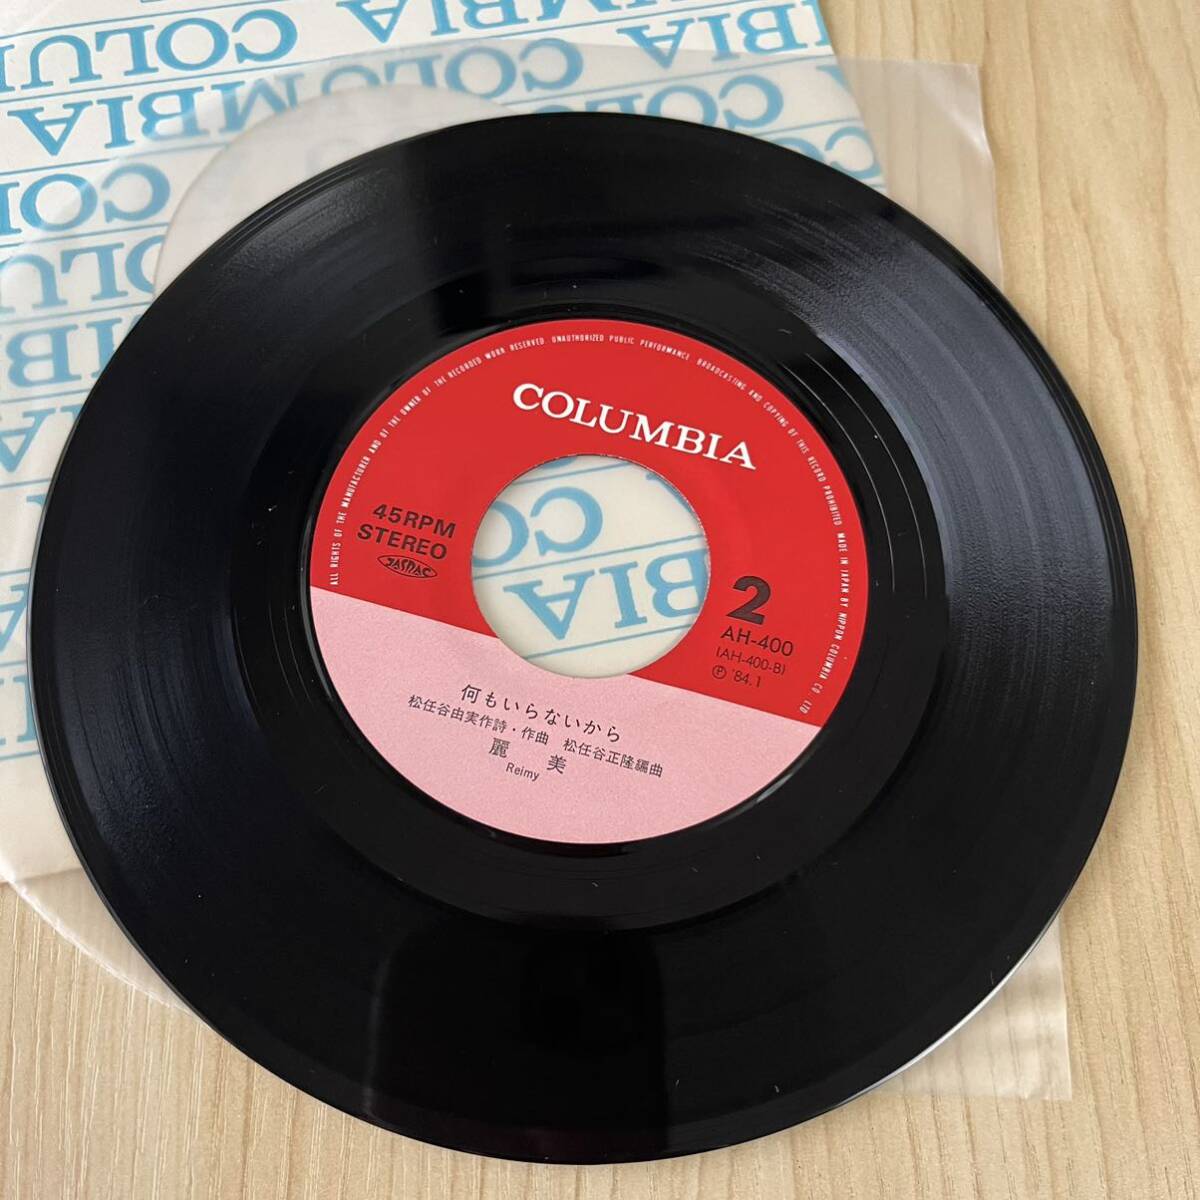 ALL RIGHTS OF THE MANUFACTURER AND OF THE OWNER OF THE RECORDED WORK RESERVED UNAUTHORIZED PUBLIC PERFORMANCE BROADCASTING AND COPYING OF THIS RECORD PROHIBITED MADE IN JAPAN BY NIPPON COLUMBIA CO. LTD
COLUMBIA
45RPM
STEREO
JASRAC
2
AH-400
(AH-400-B)
Ⓟ '84.1
何もいらないから
松任谷由実作詩・作曲 松任谷正隆編曲
麗 美
Reimy